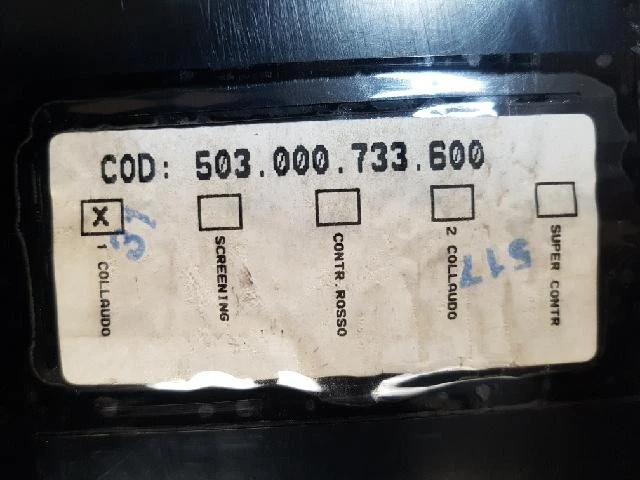 COD: 503.000.733.600
X
1 COLLAUDO
SCREENING
CONTR.ROSSO
2 COLLAUDO
SUPER CONTR
517